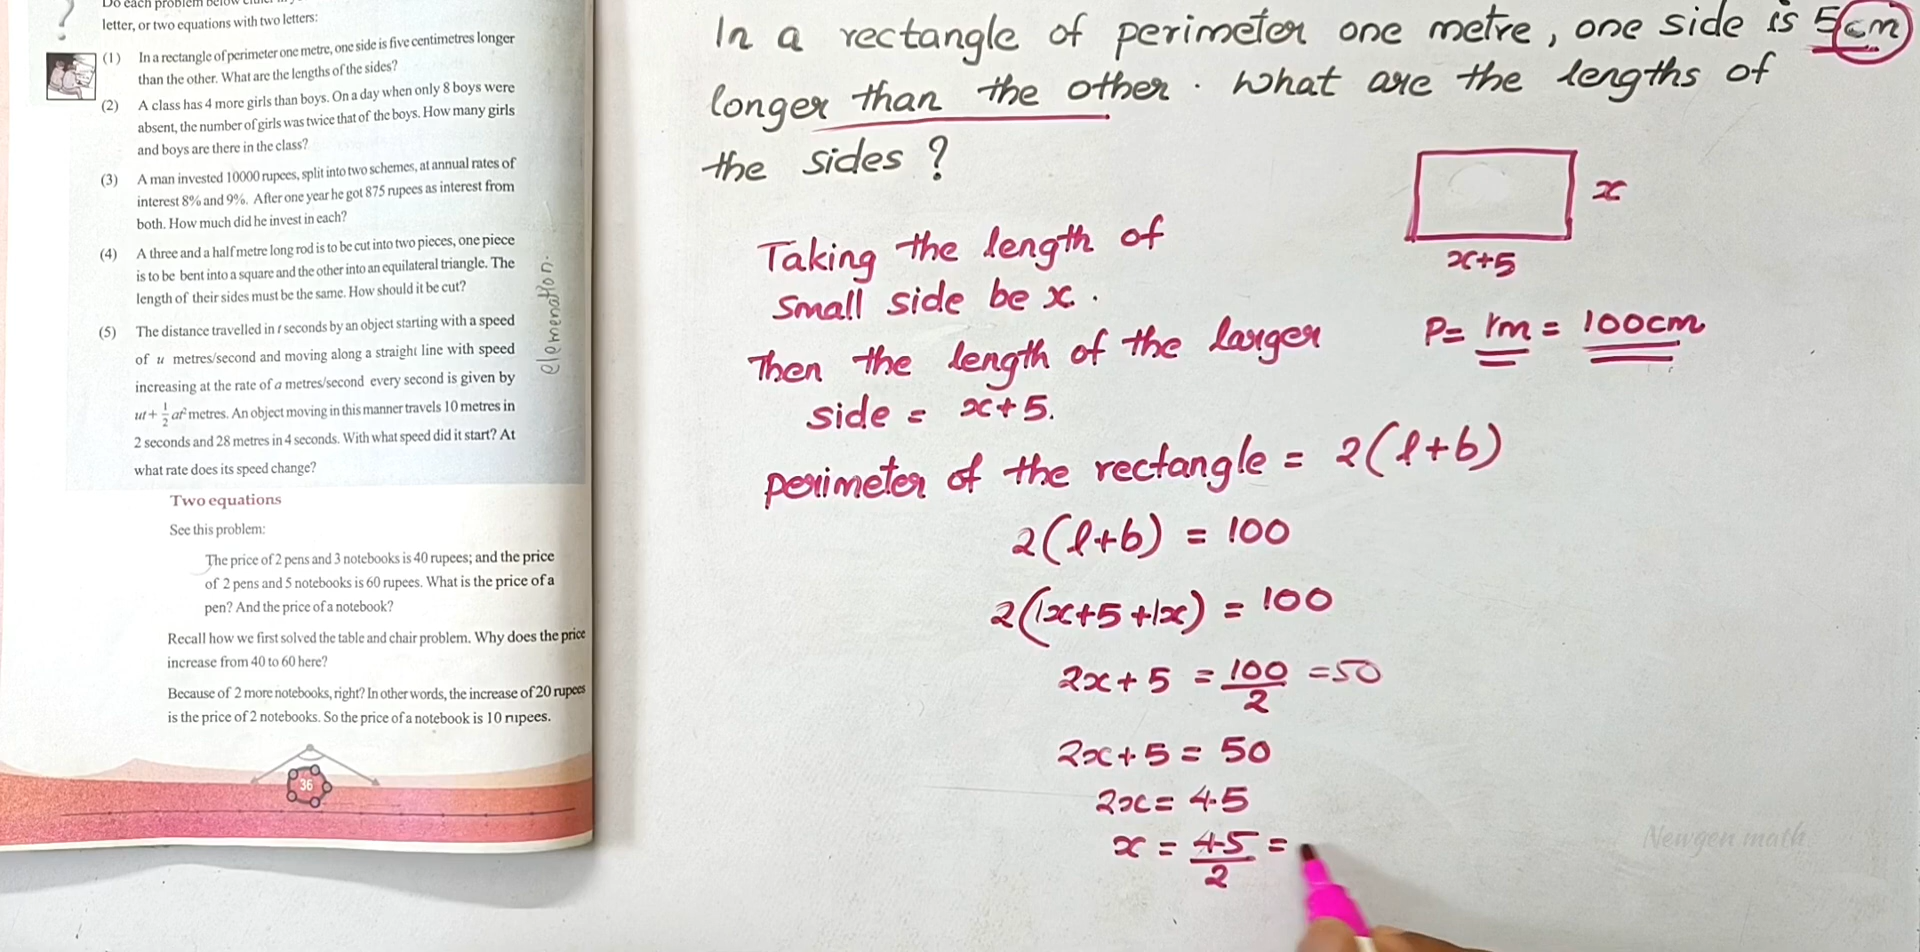 Do each problem below
letter, or two equations with two letters:
(1) In a rectangle of perimeter one metre, one side is five centimetres longer
than the other. What are the lengths of the sides?
(2) A class has 4 more girls than boys. On a day when only 8 boys were
absent, the number of girls was twice that of the boys. How many girls
and boys are there in the class?
(3) A man invested 10000 rupees, split into two schemes, at annual rates of
interest 8% and 9%. After one year he got 875 rupees as interest from
both. How much did he invest in each?
(4) A three and a half metre long rod is to be cut into two pieces, one piece
is to be bent into a square and the other into an equilateral triangle. The
length of their sides must be the same. How should it be cut?
(5) The distance travelled in t seconds by an object starting with a speed
of u metres/second and moving along a straight line with speed
increasing at the rate of a metres/second every second is given by
ut + 1/2 at² metres. An object moving in this manner travels 10 metres in
2 seconds and 28 metres in 4 seconds. With what speed did it start? At
what rate does its speed change?
elemenation.
Two equations
See this problem:
The price of 2 pens and 3 notebooks is 40 rupees; and the price
of 2 pens and 5 notebooks is 60 rupees. What is the price of a
pen? And the price of a notebook?
Recall how we first solved the table and chair problem. Why does the price
increase from 40 to 60 here?
Because of 2 more notebooks, right? In other words, the increase of 20 rupees
is the price of 2 notebooks. So the price of a notebook is 10 rupees.
36
In a rectangle of perimeter one metre, one side is 5cm
longer than the other. What are the lengths of
the sides?
x
x+5
Taking the length of
small side be x.
P= 1m = 100cm
Then the length of the larger
side = x+5.
perimeter of the rectangle = 2(l+b)
2(l+b) = 100
2(1x+5+1x) = 100
2x+5 = 100/2 =50
2x+5 = 50
2x = 45
x = 45/2 =
Newgen math